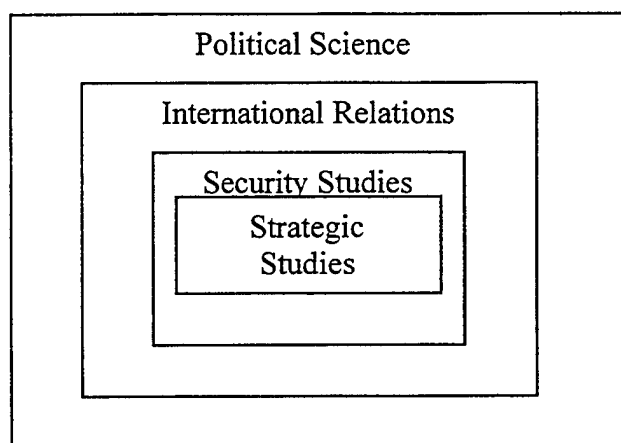 Political Science
International Relations
Security Studies
Strategic
Studies